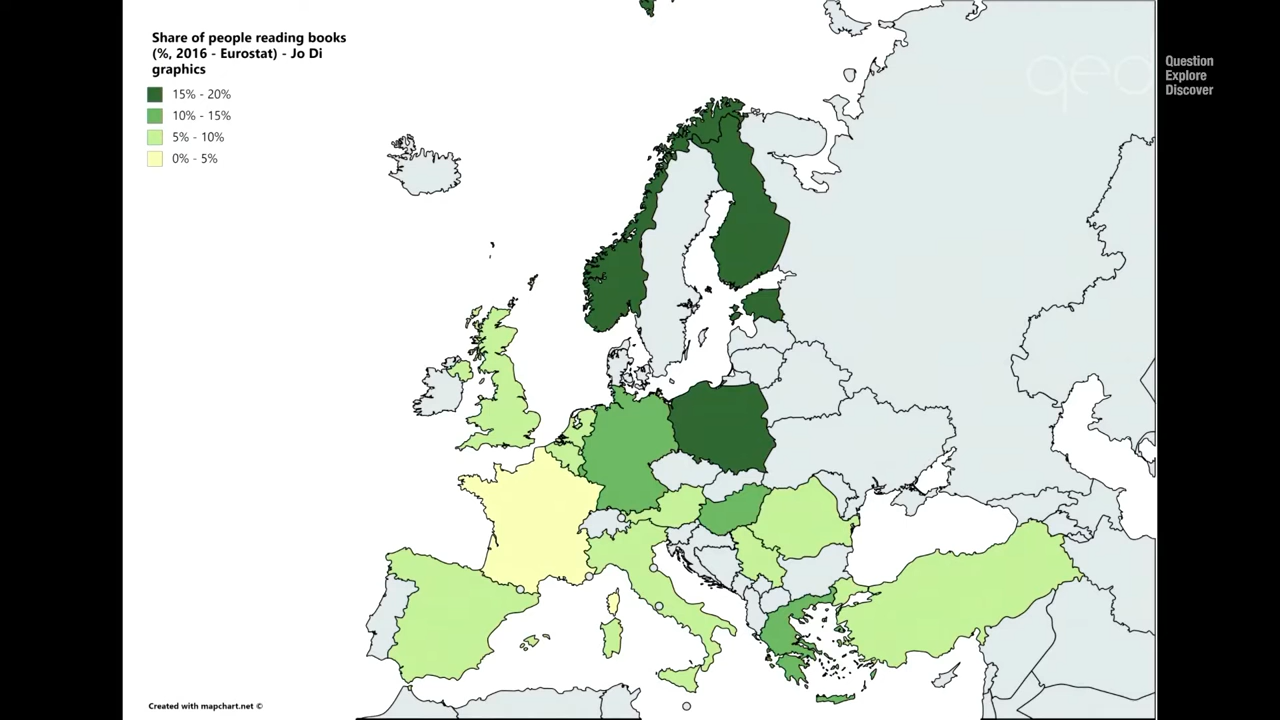 Share of people reading books
(%, 2016 - Eurostat) - Jo Di
graphics
15% - 20%
10% - 15%
5% - 10%
0% - 5%
qed
Question
Explore
Discover
Created with mapchart.net ©